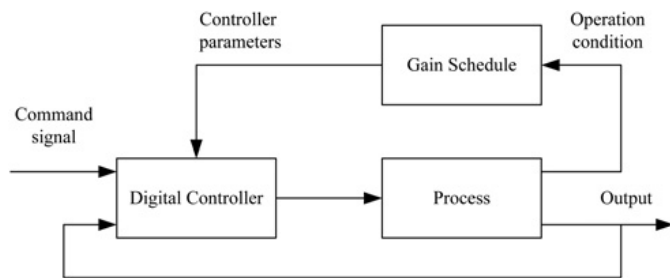 Controller
parameters
Operation
condition
Gain Schedule
Command
signal
Digital Controller
Process
Output